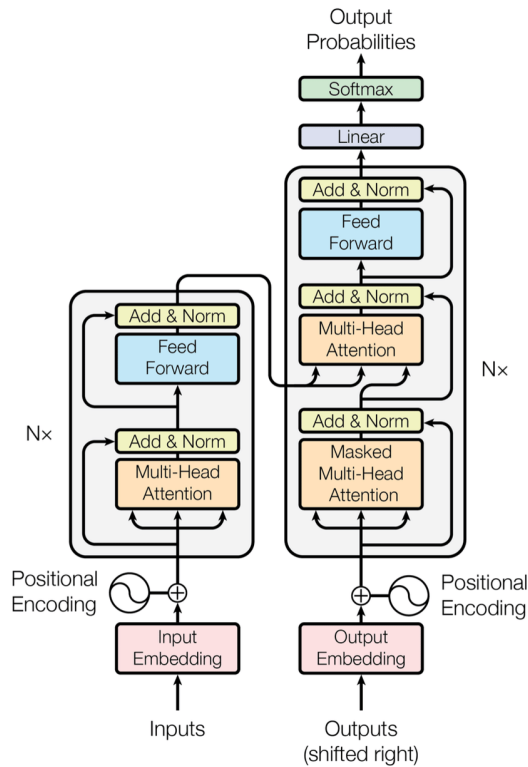 Output
Probabilities
Softmax
Linear
Add & Norm
Feed
Forward
Add & Norm
Multi-Head
Attention
Add & Norm
Masked
Multi-Head
Attention
N×
Add & Norm
Feed
Forward
Add & Norm
Multi-Head
Attention
N×
Positional
Encoding
Positional
Encoding
Input
Embedding
Output
Embedding
Inputs
Outputs
(shifted right)